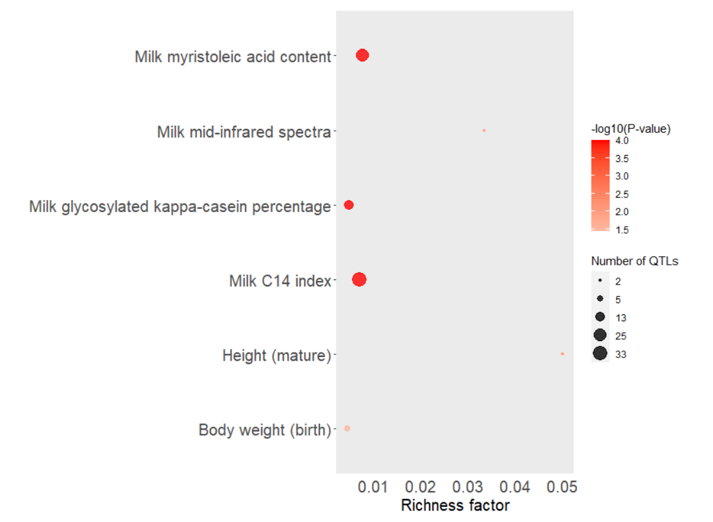 Milk myristoleic acid content
Milk mid-infrared spectra
Milk glycosylated kappa-casein percentage
Milk C14 index
Height (mature)
Body weight (birth)
0.01 0.02 0.03 0.04 0.05
Richness factor
-log10(P-value)
4.0
3.5
3.0
2.5
2.0
1.5
Number of QTLs
2
5
13
25
33